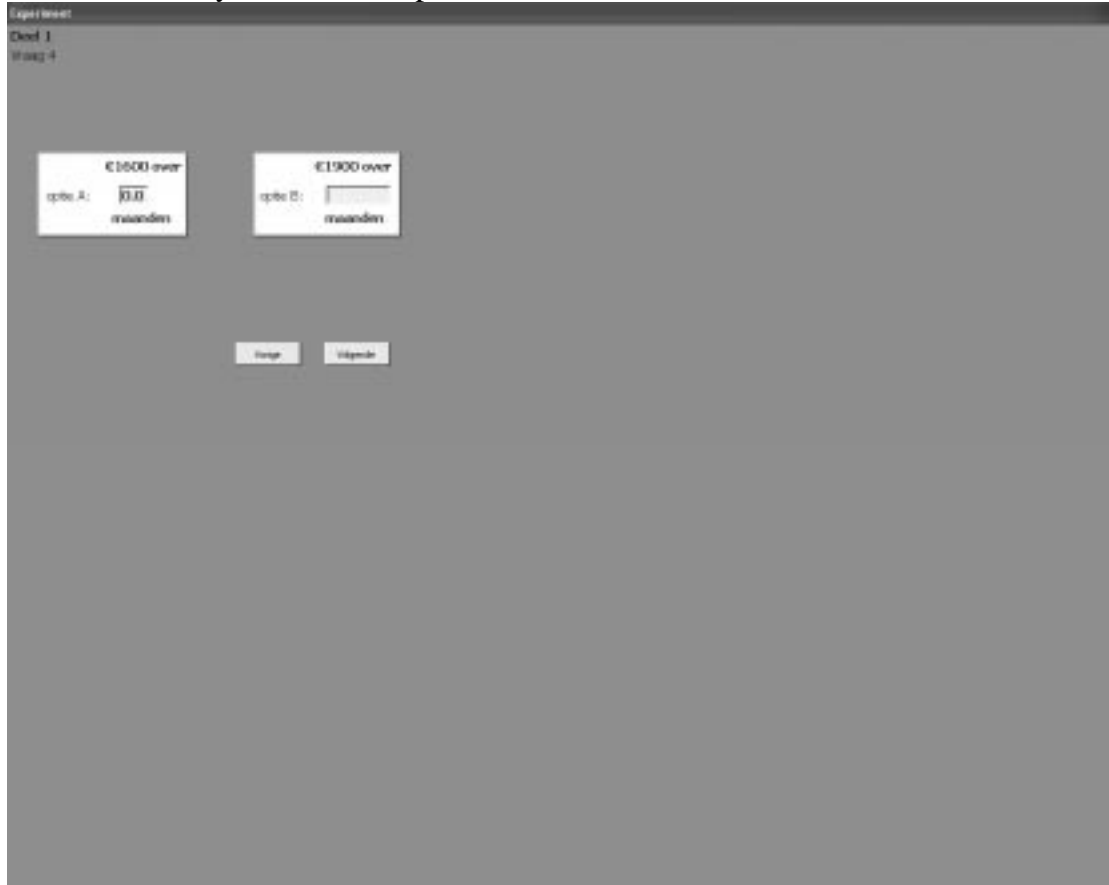 Experiment
Deel 1
Vraag 4
€1600 over
optie A: 0.0
maanden
€1900 over
optie B:
maanden
Vorige Volgende